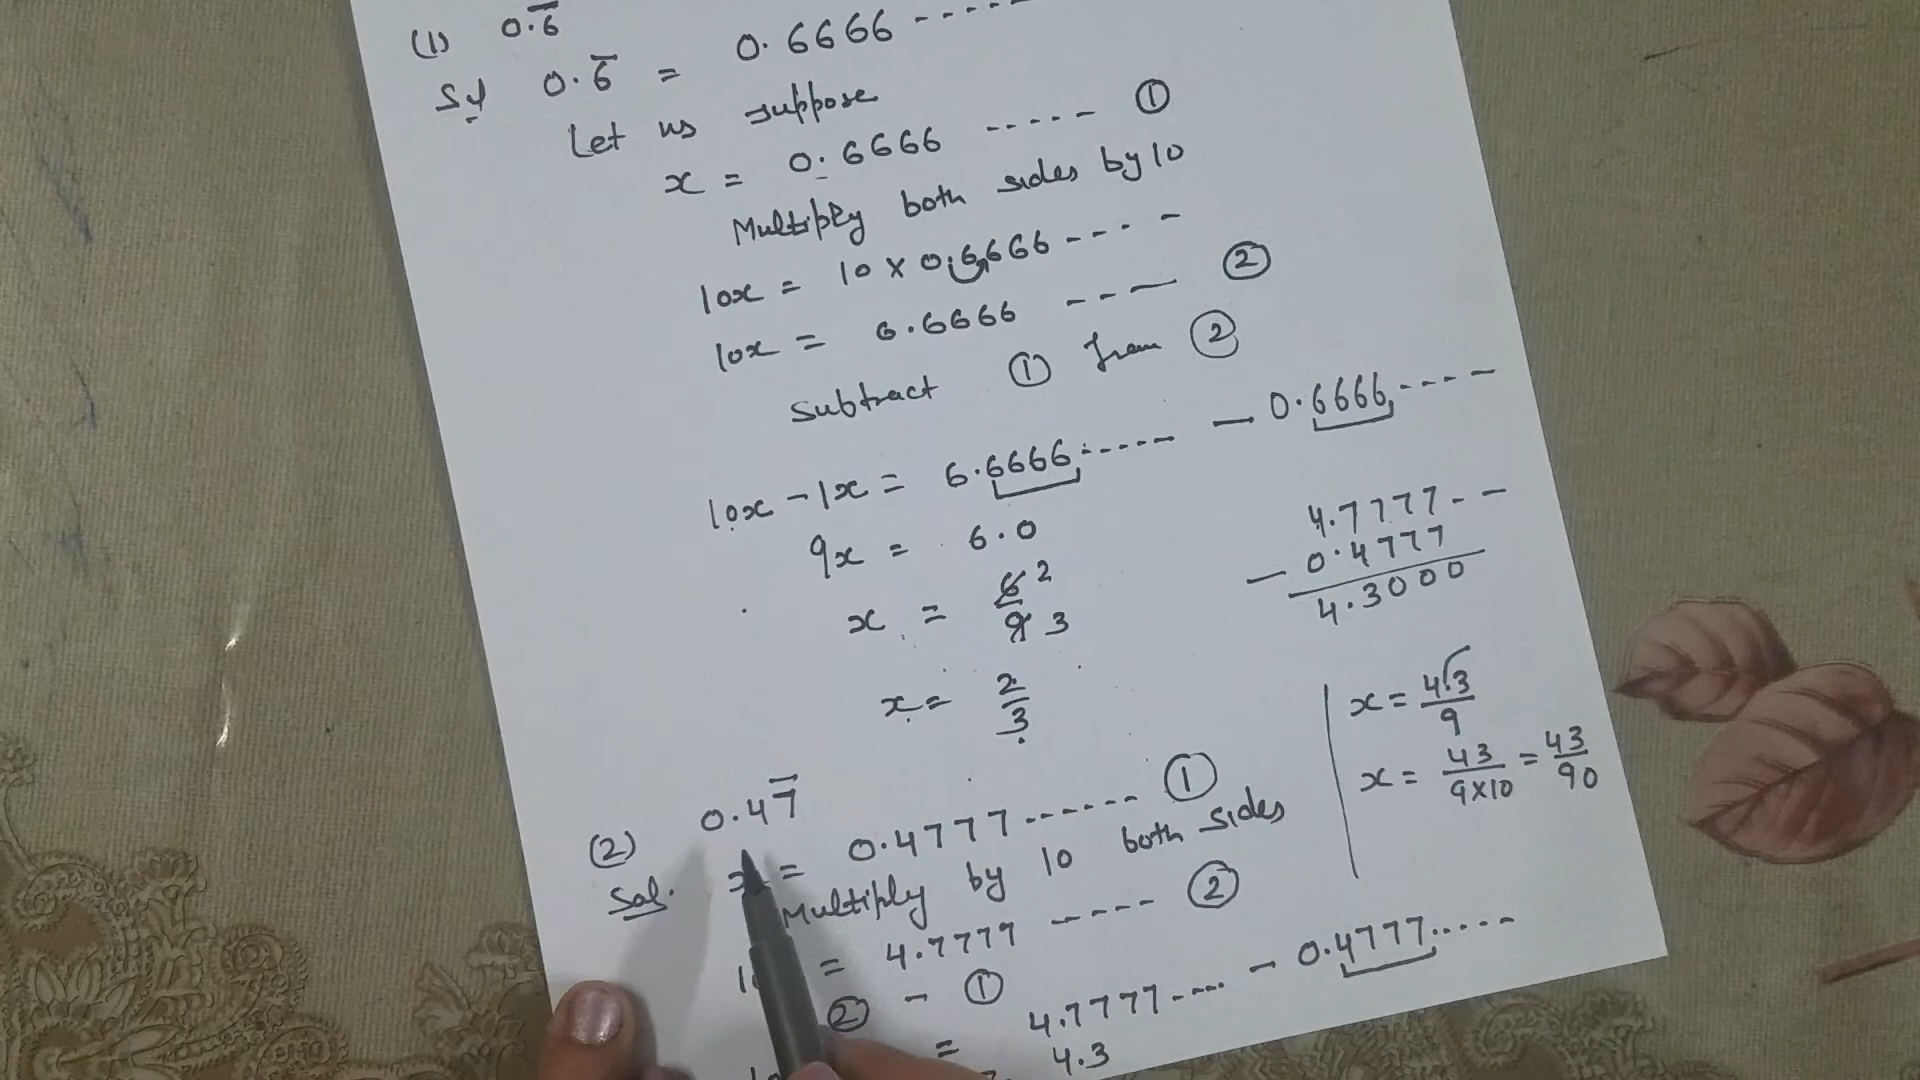 (1) 0.6̅
Sol 0.6̅ = 0.6666 -----
Let us suppose
x = 0.6666 ----- ①
Multiply both sides by 10
10x = 10 × 0.6666 ----
10x = 6.6666 ---- ②
Subtract ① from ②
10x - 1x = 6.6666 ----- - 0.6666 ----
9x = 6.0
x = 6/9 2 3
x = 2/3
4.7777 --
- 0.4777
4.3000
x = 4.3/9
x = 43/9×10 = 43/90
(2) 0.47̅
Sol. x = 0.4777 ------ ①
Multiply by 10 both sides
= 4.7777 ----- ②
② - ①
= 4.7777 ---- - 0.4777 .....
4.3